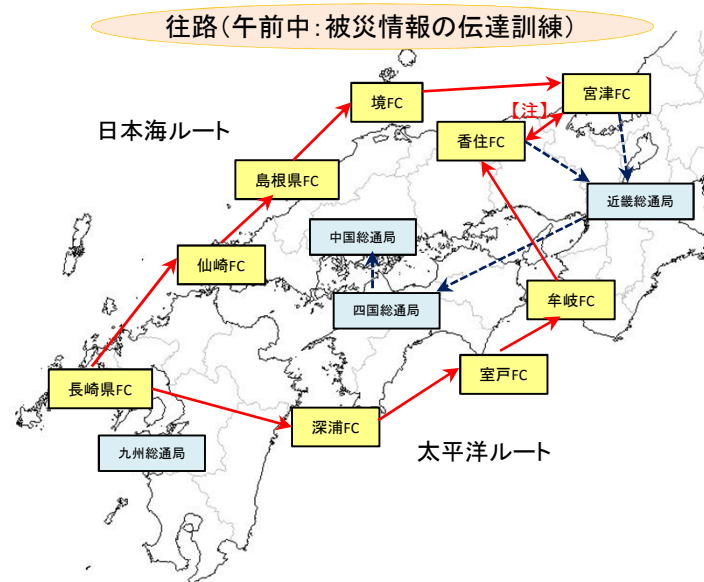 往路(午前中:被災情報の伝達訓練)
境FC
宮津FC
【注】
日本海ルート
香住FC
島根県FC
近畿総通局
中国総通局
仙崎FC
牟岐FC
四国総通局
室戸FC
長崎県FC
深浦FC
太平洋ルート
九州総通局